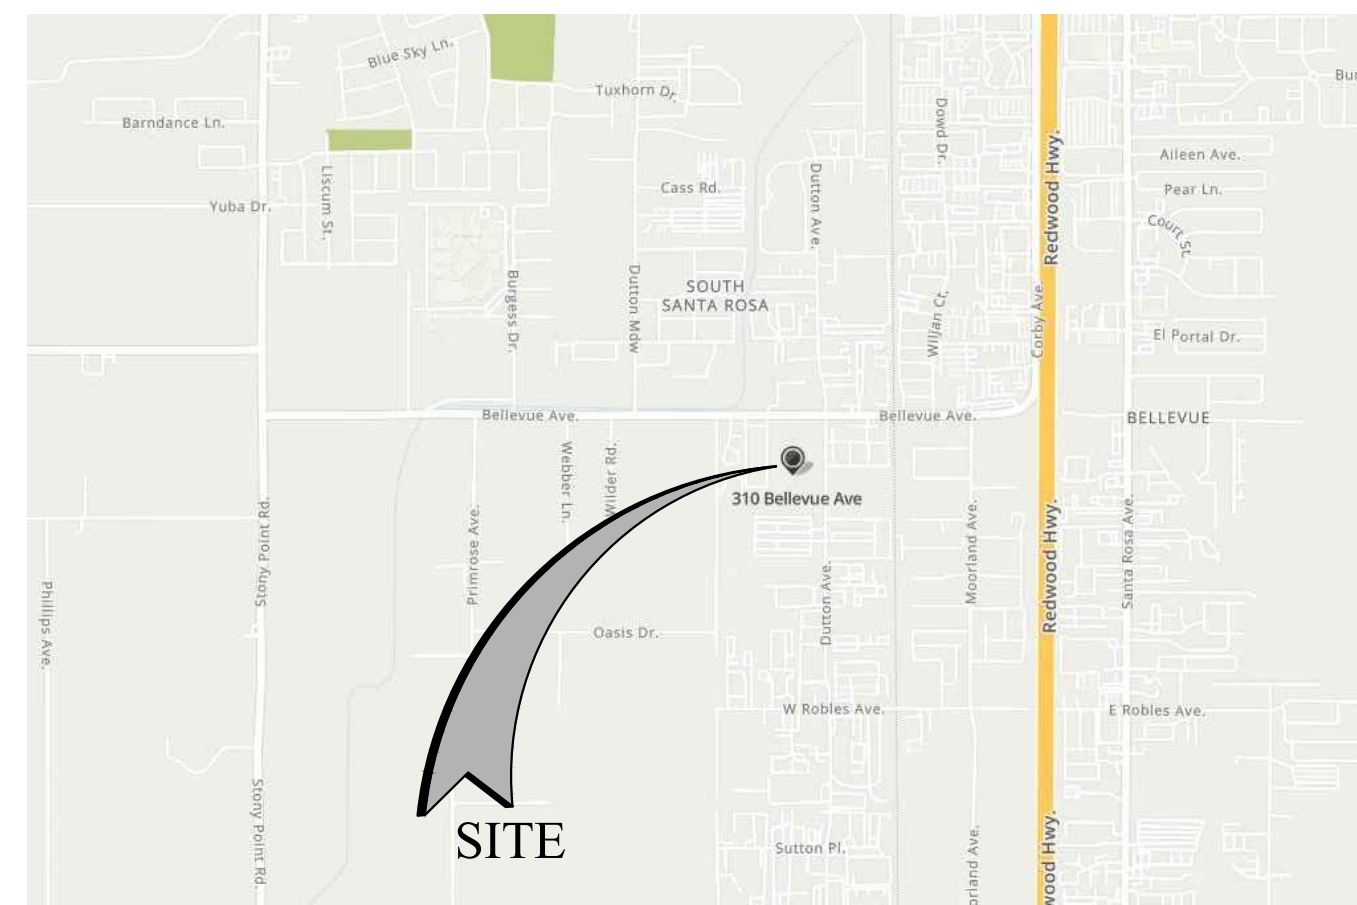 Blue Sky Ln.
Tuxhorn Dr.
Barndance Ln.
Dowd Dr.
Redwood Hwy.
Aileen Ave.
Liscum St.
Dutton Ave.
Cass Rd.
Pear Ln.
Yuba Dr.
Court St.
Burgess Dr.
Dutton Mdw
SOUTH
SANTA ROSA
Wiljan Ct.
Corby Ave.
El Portal Dr.
Bellevue Ave.
Bellevue Ave.
BELLEVUE
Webber Ln.
Wilder Rd.
310 Bellevue Ave
Stony Point Rd.
Primrose Ave.
Moorland Ave.
Redwood Hwy.
Santa Rosa Ave.
Phillips Ave.
Dutton Ave.
Oasis Dr.
W Robles Ave.
E Robles Ave.
Stony Point Rd.
SITE
Sutton Pl.
orland Ave.
wood Hwy.